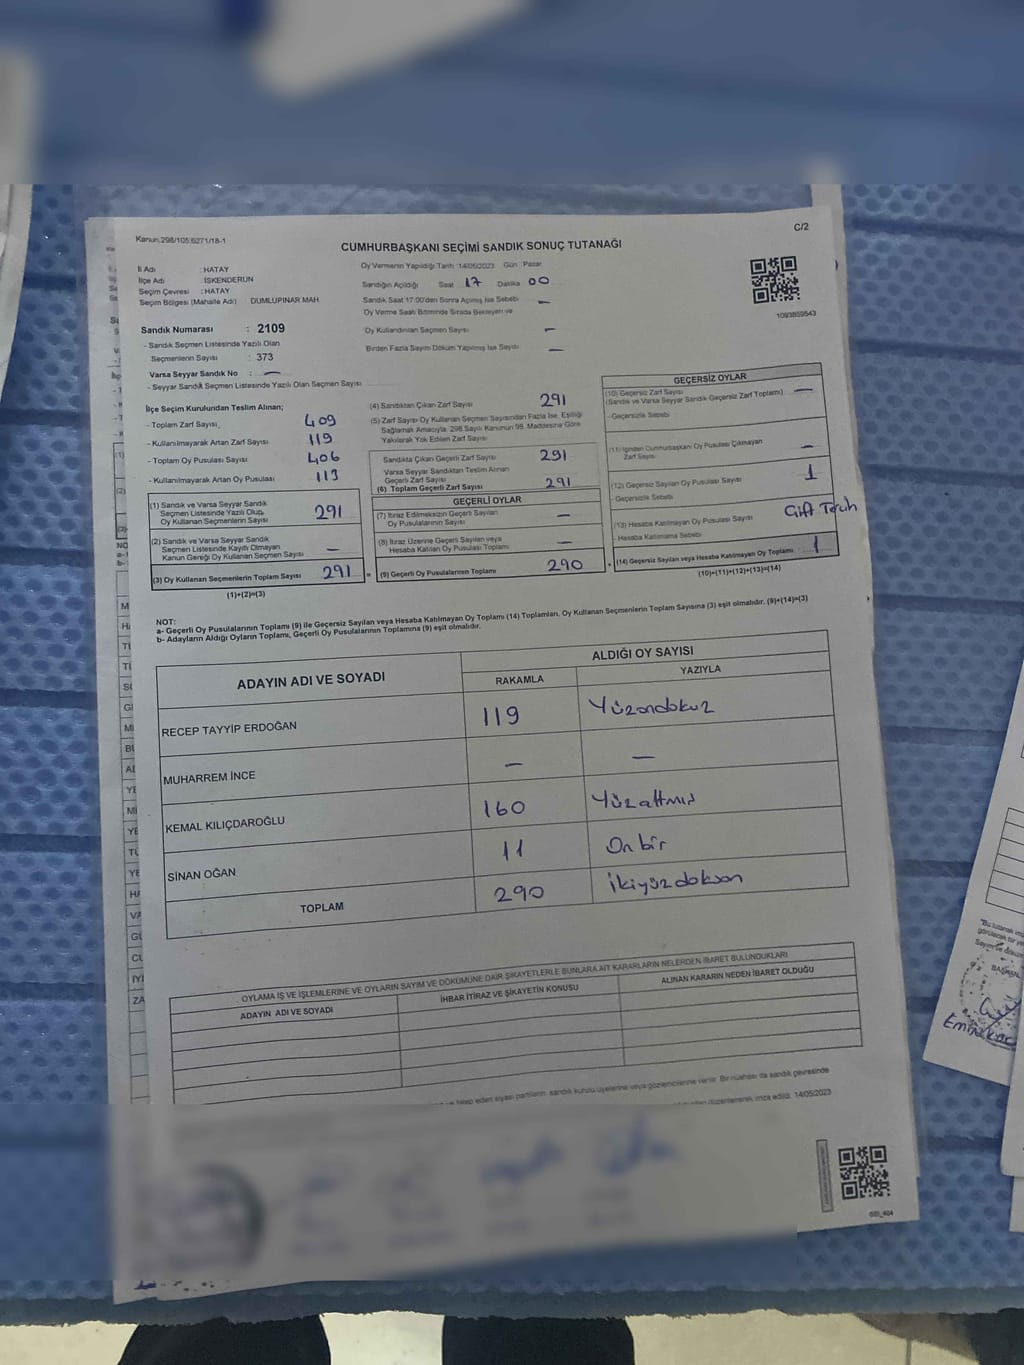 Kanun.298/105;6271/18-1
C/2
CUMHURBAŞKANI SEÇİMİ SANDIK SONUÇ TUTANAĞI
İl Adı : HATAY
İlçe Adı : İSKENDERUN
Seçim Çevresi : HATAY
Seçim Bölgesi (Mahalle Adı) DUMLUPINAR MAH.
Sandık Numarası : 2109
- Sandık Seçmen Listesinde Yazılı Olan
Seçmenlerin Sayısı : 373
Varsa Seyyar Sandık No : —
- Seyyar Sandık Seçmen Listesinde Yazılı Olan Seçmen Sayısı
Oy Vermenin Yapıldığı Tarih :14/05/2023 Gün : Pazar
Sandığın Açıldığı Saat 17 Dakika 00
Sandık Saat 17:00'den Sonra Açılmış İse Sebebi —
Oy Verme Saati Bitiminde Sırada Bekleyen ve
Oy Kullandırılan Seçmen Sayısı —
Birden Fazla Sayım Döküm Yapılmış İse Sayısı —
1093859543
İlçe Seçim Kurulundan Teslim Alınan;
- Toplam Zarf Sayısı, 409
- Kullanılmayarak Artan Zarf Sayısı 119
- Toplam Oy Pusulası Sayısı 406
- Kullanılmayarak Artan Oy Pusulası 113
(4) Sandıktan Çıkan Zarf Sayısı 291
(5) Zarf Sayısı Oy Kullanan Seçmen Sayısından Fazla İse, Eşitliği
Sağlamak Amacıyla, 298 Sayılı Kanunun 98. Maddesine Göre
Yakılarak Yok Edilen Zarf Sayısı
Sandıkta Çıkan Geçerli Zarf Sayısı 291
Varsa Seyyar Sandıktan Teslim Alınan
Geçerli Zarf Sayısı
(6) Toplam Geçerli Zarf Sayısı 291
GEÇERSİZ OYLAR
(10) Geçersiz Zarf Sayısı —
(Sandık ve Varsa Seyyar Sandık Geçersiz Zarf Toplamı)
- Geçersizlik Sebebi
(11) İçinden Cumhurbaşkanı Oy Pusulası Çıkmayan
Zarf Sayısı —
(12) Geçersiz Sayılan Oy Pusulası Sayısı 1
- Geçersizlik Sebebi Çift Tercih
(13) Hesaba Katılmayan Oy Pusulası Sayısı
- Hesaba Katılmama Sebebi
(14) Geçersiz Sayılan veya Hesaba Katılmayan Oy Toplamı 1
(10)+(11)+(12)+(13)=(14)
(1) Sandık ve Varsa Seyyar Sandık
Seçmen Listesinde Yazılı Olup,
Oy Kullanan Seçmenlerin Sayısı 291
(2) Sandık ve Varsa Seyyar Sandık
Seçmen Listesinde Kayıtlı Olmayan
Kanun Gereği Oy Kullanan Seçmen Sayısı —
(3) Oy Kullanan Seçmenlerin Toplam Sayısı 291
(1)+(2)=(3)
GEÇERLİ OYLAR
(7) İtiraz Edilmeksizin Geçerli Sayılan
Oy Pusulalarının Sayısı —
(8) İtiraz Üzerine Geçerli Sayılan veya
Hesaba Katılan Oy Pusulası Toplamı —
= (9) Geçerli Oy Pusulalarının Toplamı 290 +
NOT:
a- Geçerli Oy Pusulalarının Toplamı (9) ile Geçersiz Sayılan veya Hesaba Katılmayan Oy Toplamı (14) Toplamları, Oy Kullanan Seçmenlerin Toplam Sayısına (3) eşit olmalıdır. (9)+(14)=(3)
b- Adayların Aldığı Oyların Toplamı, Geçerli Oy Pusulalarının Toplamına (9) eşit olmalıdır.
ADAYIN ADI VE SOYADI
ALDIĞI OY SAYISI
RAKAMLA YAZIYLA
RECEP TAYYİP ERDOĞAN 119 Yüzondokuz
MUHARREM İNCE — —
KEMAL KILIÇDAROĞLU 160 Yüzaltmış
SİNAN OĞAN 11 On bir
TOPLAM 290 İkiyüzdoksan
OYLAMA İŞ VE İŞLEMLERİNE VE OYLARIN SAYIM VE DÖKÜMÜNE DAİR ŞİKAYETLERLE BUNLARA AİT KARARLARIN NELERDEN İBARET BULUNDUKLARI
ADAYIN ADI VE SOYADI
İHBAR İTİRAZ VE ŞİKAYETİN KONUSU
ALINAN KARARIN NEDEN İBARET OLDUĞU
talep eden siyasi partilerin, sandık kurulu üyelerine veya gözlemcilerine verilir. Bir nüshası da sandık çevresinde
düzenlenerek imza edildi. 14/05/2023